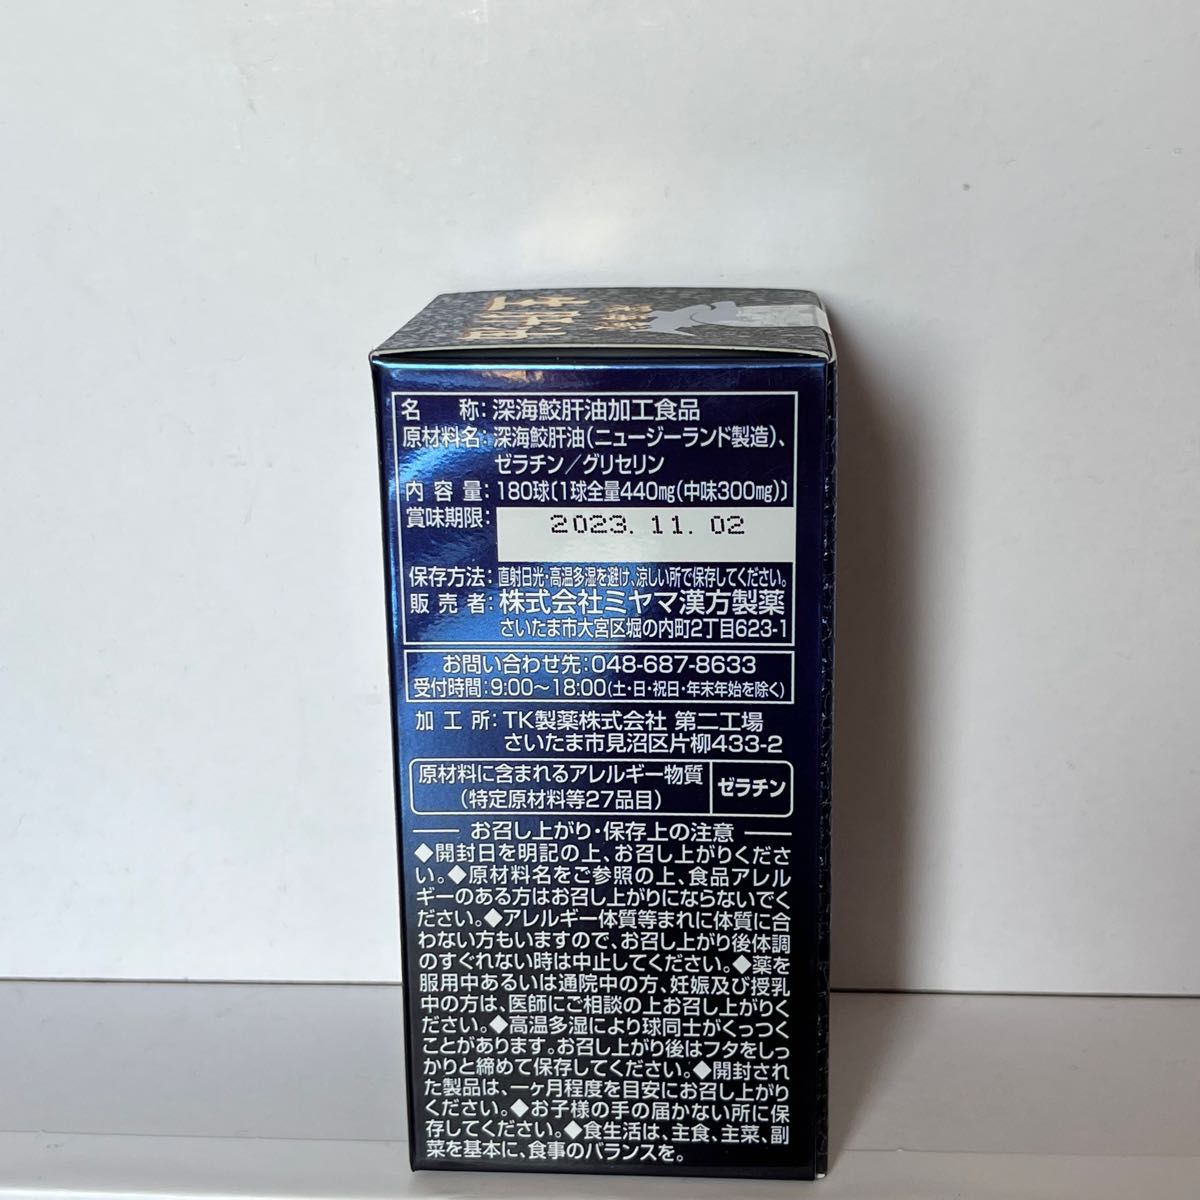 生肝油
名　　称：深海鮫肝油加工食品
原材料名：深海鮫肝油(ニュージーランド製造)、
ゼラチン／グリセリン
内容量：180球〔1球全量440mg(中味300mg)〕
賞味期限：2023.11.02
保存方法：直射日光・高温多湿を避け、涼しい所で保存してください。
販売者：株式会社ミヤマ漢方製薬
さいたま市大宮区堀の内町2丁目623-1
お問い合わせ先：048-687-8633
受付時間：9:00〜18:00(土・日・祝日・年末年始を除く)
加工所：TK製薬株式会社 第二工場
さいたま市見沼区片柳433-2
原材料に含まれるアレルギー物質
(特定原材料等27品目)
ゼラチン
お召し上がり・保存上の注意
◆開封日を明記の上、お召し上がりくださ
い。◆原材料名をご参照の上、食品アレル
ギーのある方はお召し上がりにならないでく
ださい。◆アレルギー体質等まれに体質に合
わない方もいますので、お召し上がり後体調
のすぐれない時は中止してください。◆薬を
服用中あるいは通院中の方、妊娠及び授乳
中の方は、医師にご相談の上お召し上がりく
ださい。◆高温多湿により球同士がくっつく
ことがあります。お召し上がり後はフタをしっ
かりと締めて保存してください。◆開封され
た製品は、一ヶ月程度を目安にお召し上がり
ください。◆お子様の手の届かない所に保
存してください。◆食生活は、主食、主菜、副
菜を基本に、食事のバランスを。